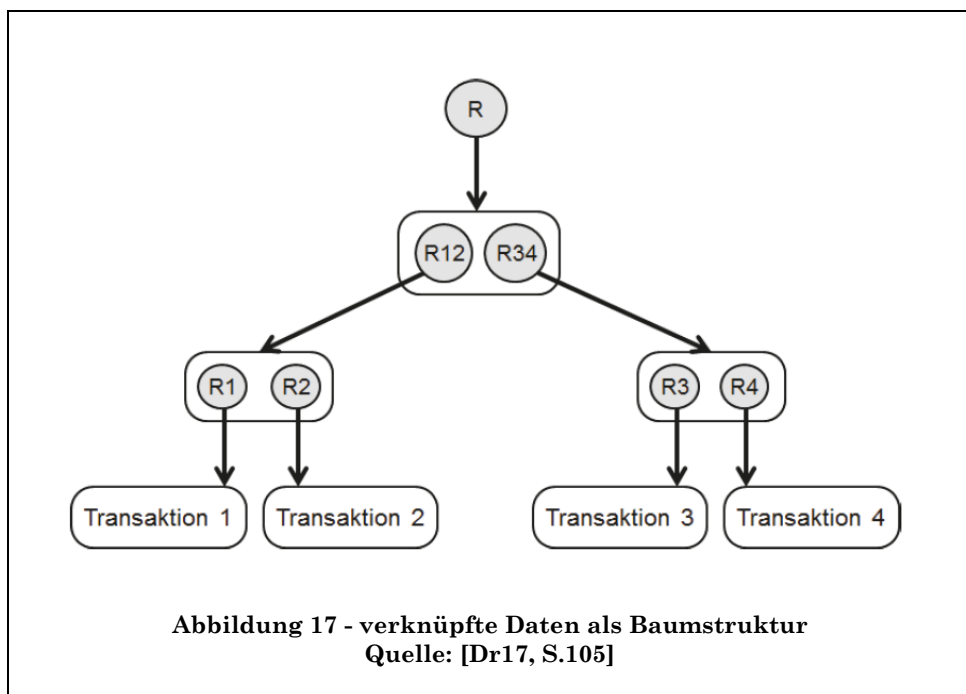 R
R12 R34
R1 R2 R3 R4
Transaktion 1 Transaktion 2 Transaktion 3 Transaktion 4
Abbildung 17 - verknüpfte Daten als Baumstruktur
Quelle: [Dr17, S.105]